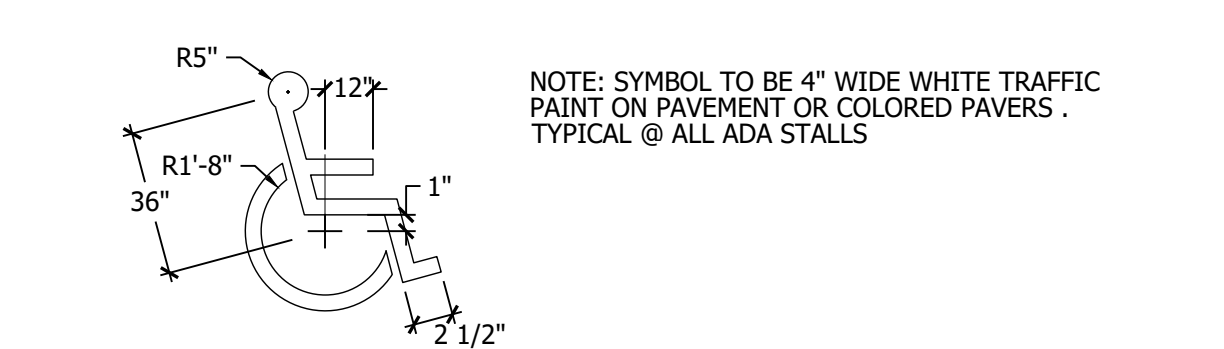 R5"
12"
NOTE: SYMBOL TO BE 4" WIDE WHITE TRAFFIC
PAINT ON PAVEMENT OR COLORED PAVERS .
TYPICAL @ ALL ADA STALLS
R1'-8"
1"
36"
2 1/2"